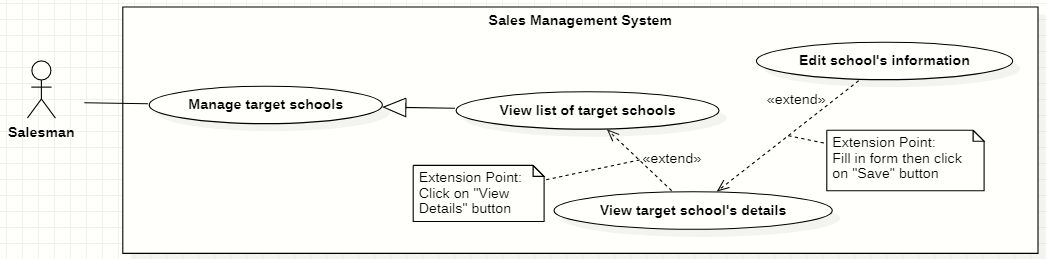 Sales Management System
Edit school's information
«extend»
Manage target schools
View list of target schools
Salesman
Extension Point:
Fill in form then click
on "Save" button
«extend»
Extension Point:
Click on "View
Details" button
View target school's details